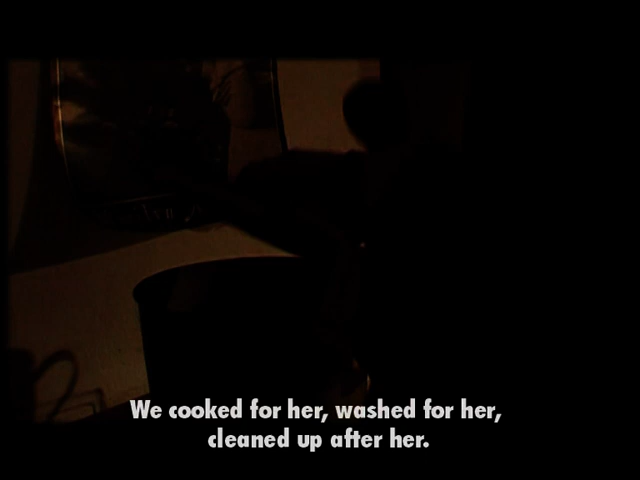 We cooked for her, washed for her,
cleaned up after her.